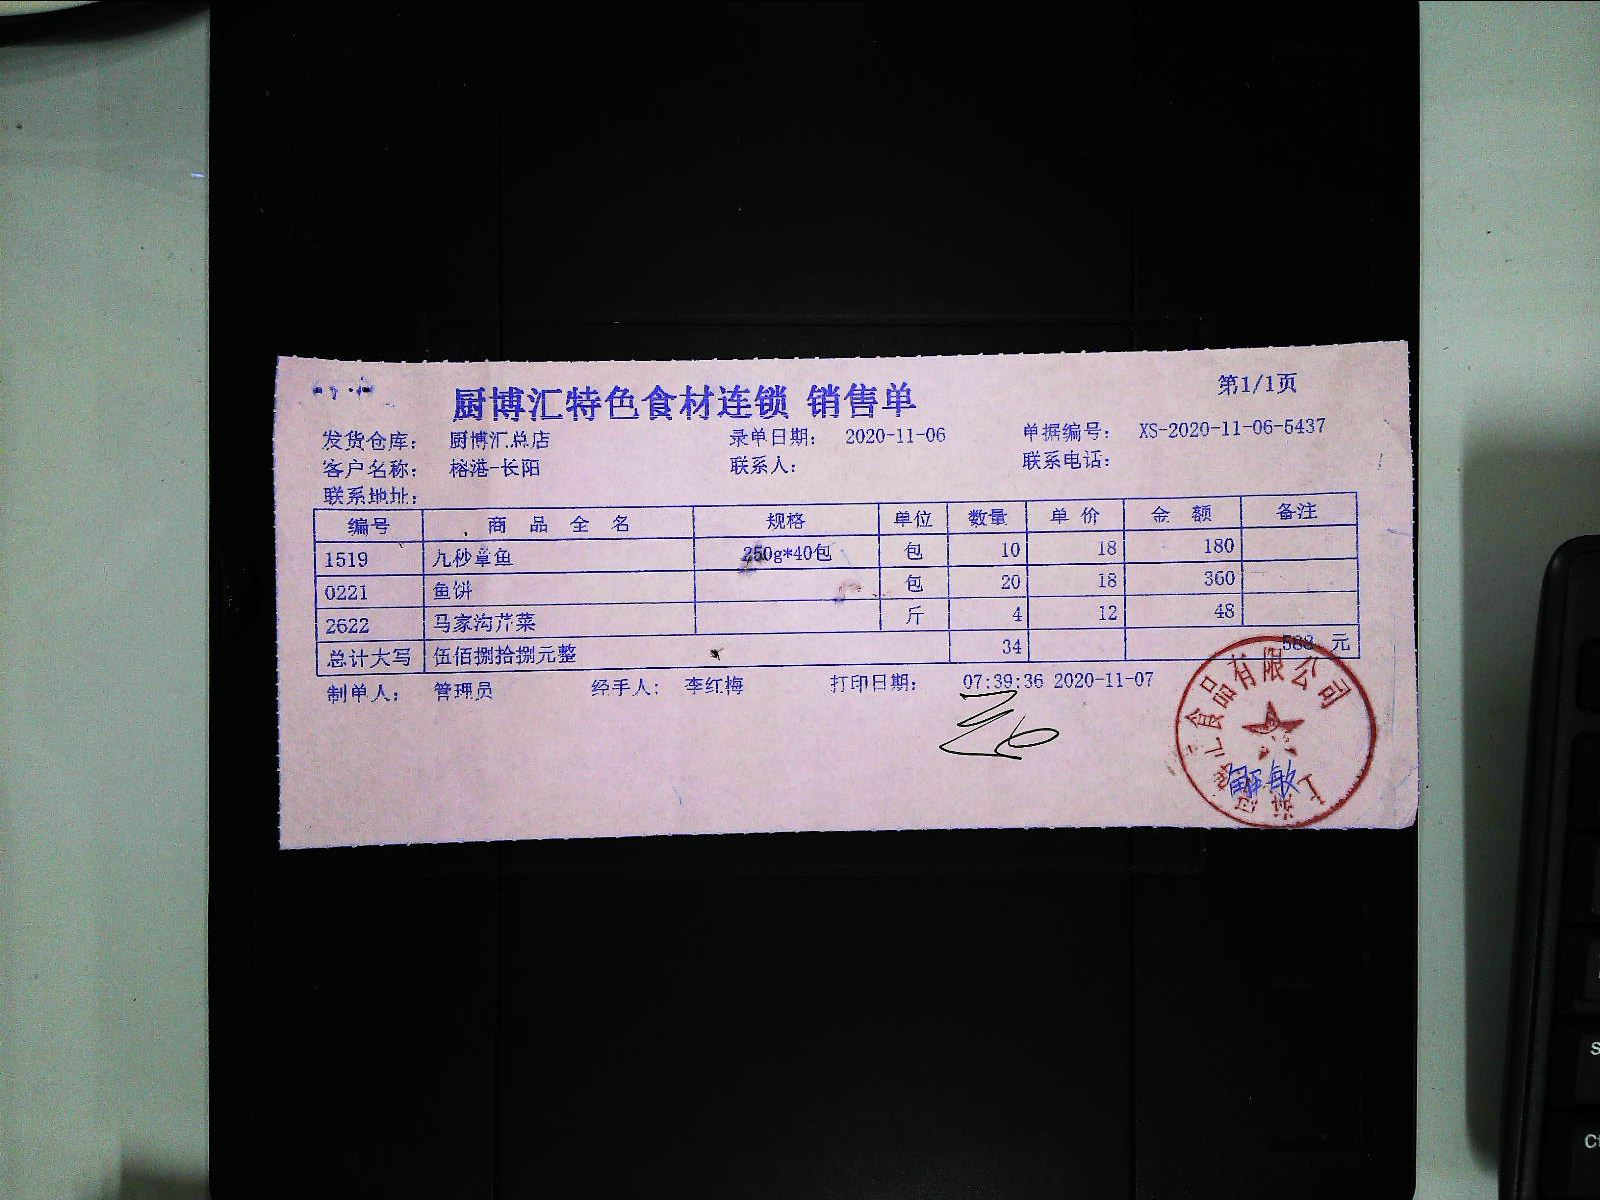 厨博汇特色食材连锁 销售单 第1/1页
发货仓库: 厨博汇总店 录单日期: 2020-11-06 单据编号: XS-2020-11-06-5437
客户名称: 榕港-长阳 联系人: 联系电话:
联系地址:
编号 商品全名 规格 单位 数量 单价 金额 备注
1519 九秒章鱼 250g*40包 包 10 18 180
0221 鱼饼 包 20 18 360
2622 马家沟芹菜 斤 4 12 48
总计大写 伍佰捌拾捌元整 34 588 元
制单人: 管理员 经手人: 李红梅 打印日期: 07:39:36 2020-11-07
食品有限公司
解敏